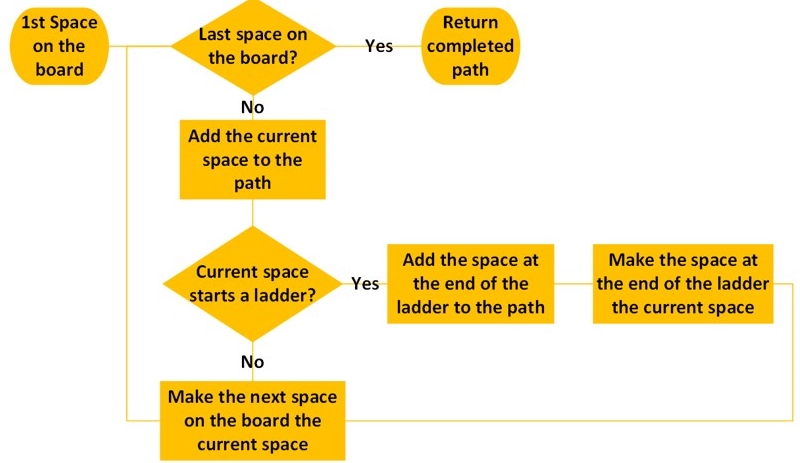 1st Space
on the
board
Last space on
the board?
Yes
Return
completed
path
No
Add the current
space to the
path
Current space
starts a ladder?
Yes
Add the space at
the end of the
ladder to the path
Make the space at
the end of the ladder
the current space
No
Make the next space
on the board the
current space